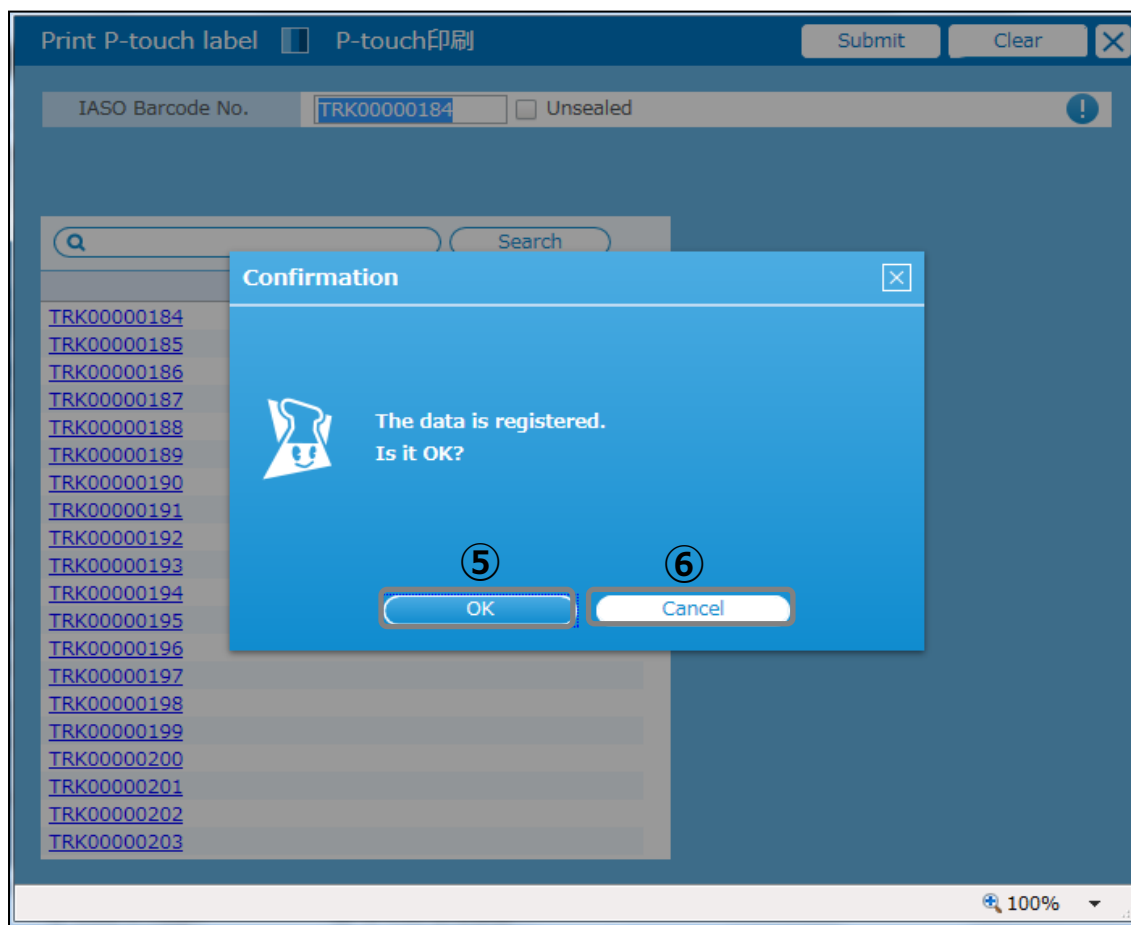 Print P-touch label P-touch印刷 Submit Clear
IASO Barcode No. TRK00000184 Unsealed
Search
Confirmation
TRK00000184
TRK00000185
TRK00000186
TRK00000187
TRK00000188
TRK00000189
TRK00000190
TRK00000191
TRK00000192
TRK00000193
TRK00000194
TRK00000195
TRK00000196
TRK00000197
TRK00000198
TRK00000199
TRK00000200
TRK00000201
TRK00000202
TRK00000203
The data is registered.
Is it OK?
⑤ ⑥
OK Cancel
100%